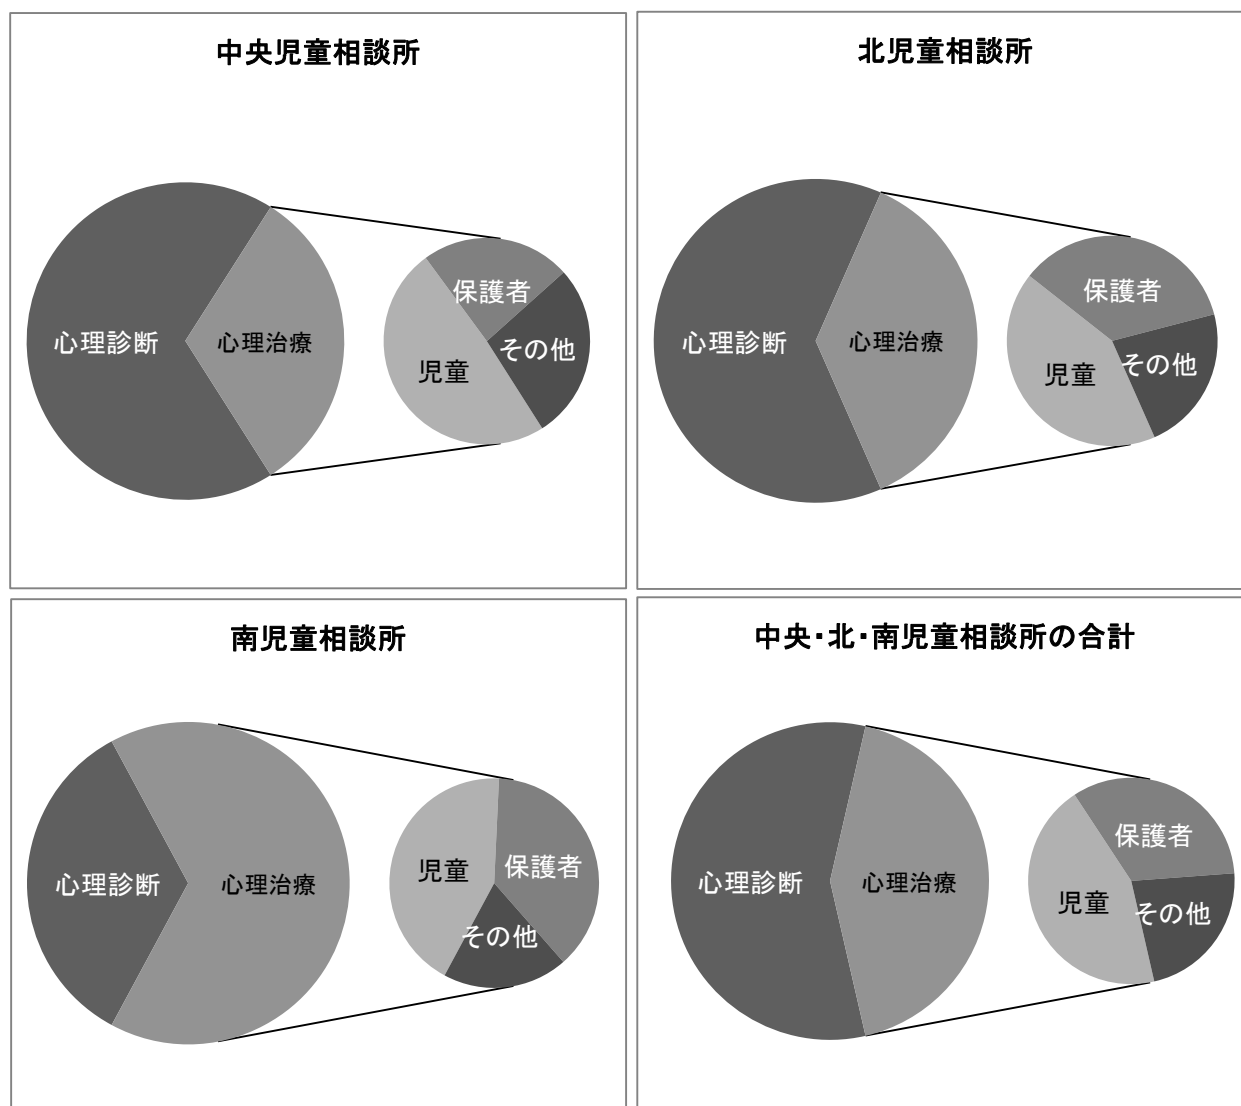 中央児童相談所
心理診断
心理治療
保護者
その他
児童
北児童相談所
心理診断
心理治療
保護者
その他
児童
南児童相談所
心理診断
心理治療
児童
保護者
その他
中央・北・南児童相談所の合計
心理診断
心理治療
保護者
児童
その他